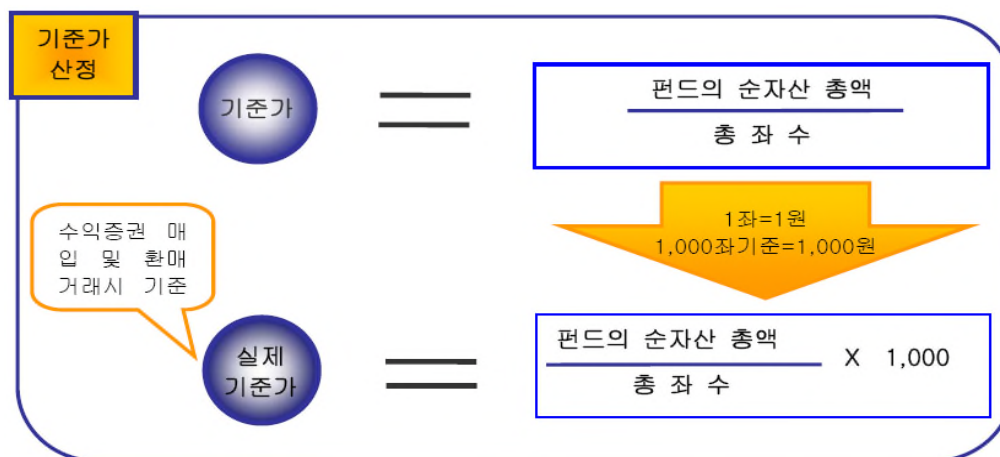 기준가
산정
기준가
펀드의 순자산 총액
총 좌 수
1좌=1원
1,000좌기준=1,000원
수익증권 매
입 및 환매
거래시 기준
실제
기준가
펀드의 순자산 총액
총 좌 수
X 1,000